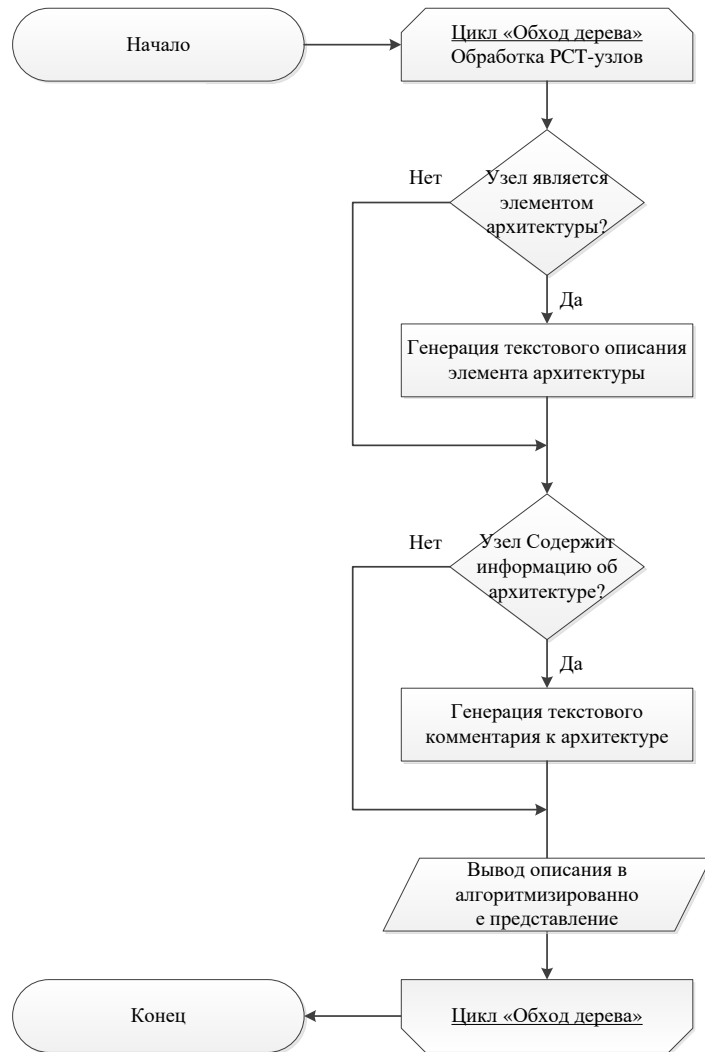 Начало
Цикл «Обход дерева»
Обработка РСТ-узлов
Нет
Узел является
элементом
архитектуры?
Да
Генерация текстового описания
элемента архитектуры
Нет
Узел Содержит
информацию об
архитектуре?
Да
Генерация текстового
комментария к архитектуре
Вывод описания в
алгоритмизированно
е представление
Конец
Цикл «Обход дерева»